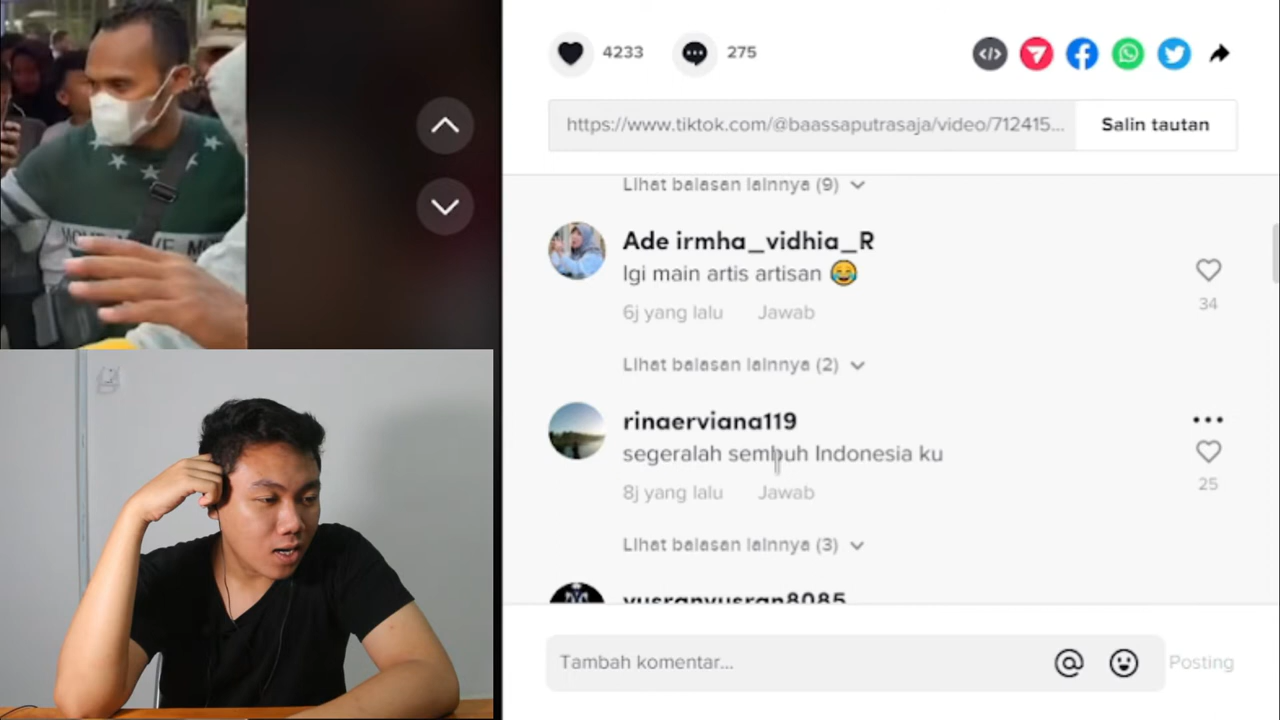 4233
275
https://www.tiktok.com/@baassaputrasaja/video/712415...
Salin tautan
Lihat balasan lainnya (9)
Ade irmha_vidhia_R
lgi main artis artisan 😂
34
6j yang lalu Jawab
Lihat balasan lainnya (2)
rinaerviana119
segeralah sembuh Indonesia ku
25
8j yang lalu Jawab
Lihat balasan lainnya (3)
yusranyusran8085
Tambah komentar...
Posting